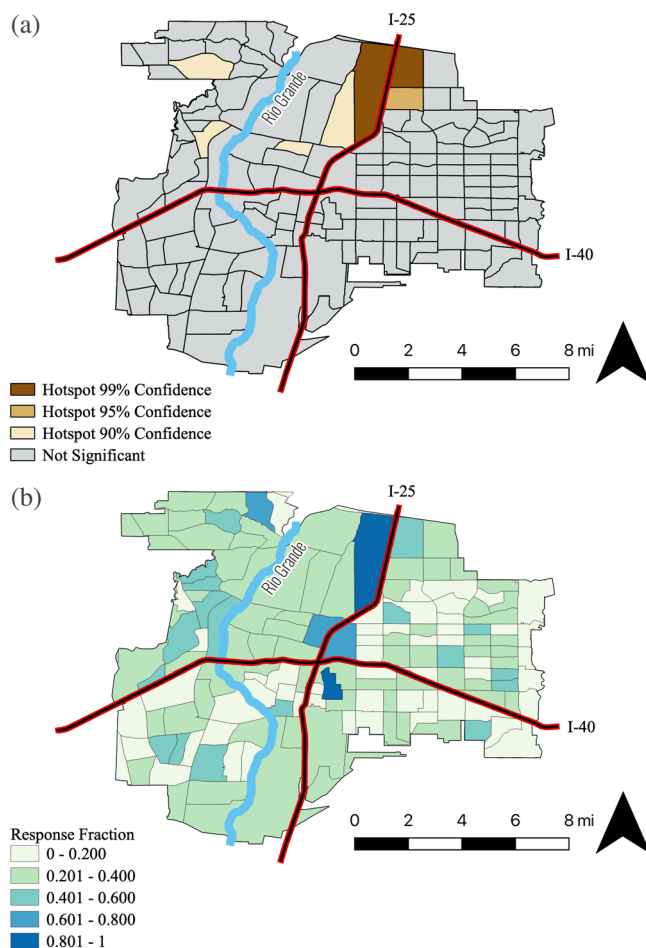 (a)
I-25
Rio Grande
I-40
0 2 4 6 8 mi
Hotspot 99% Confidence
Hotspot 95% Confidence
Hotspot 90% Confidence
Not Significant
(b)
I-25
Rio Grande
I-40
0 2 4 6 8 mi
Response Fraction
0 - 0.200
0.201 - 0.400
0.401 - 0.600
0.601 - 0.800
0.801 - 1